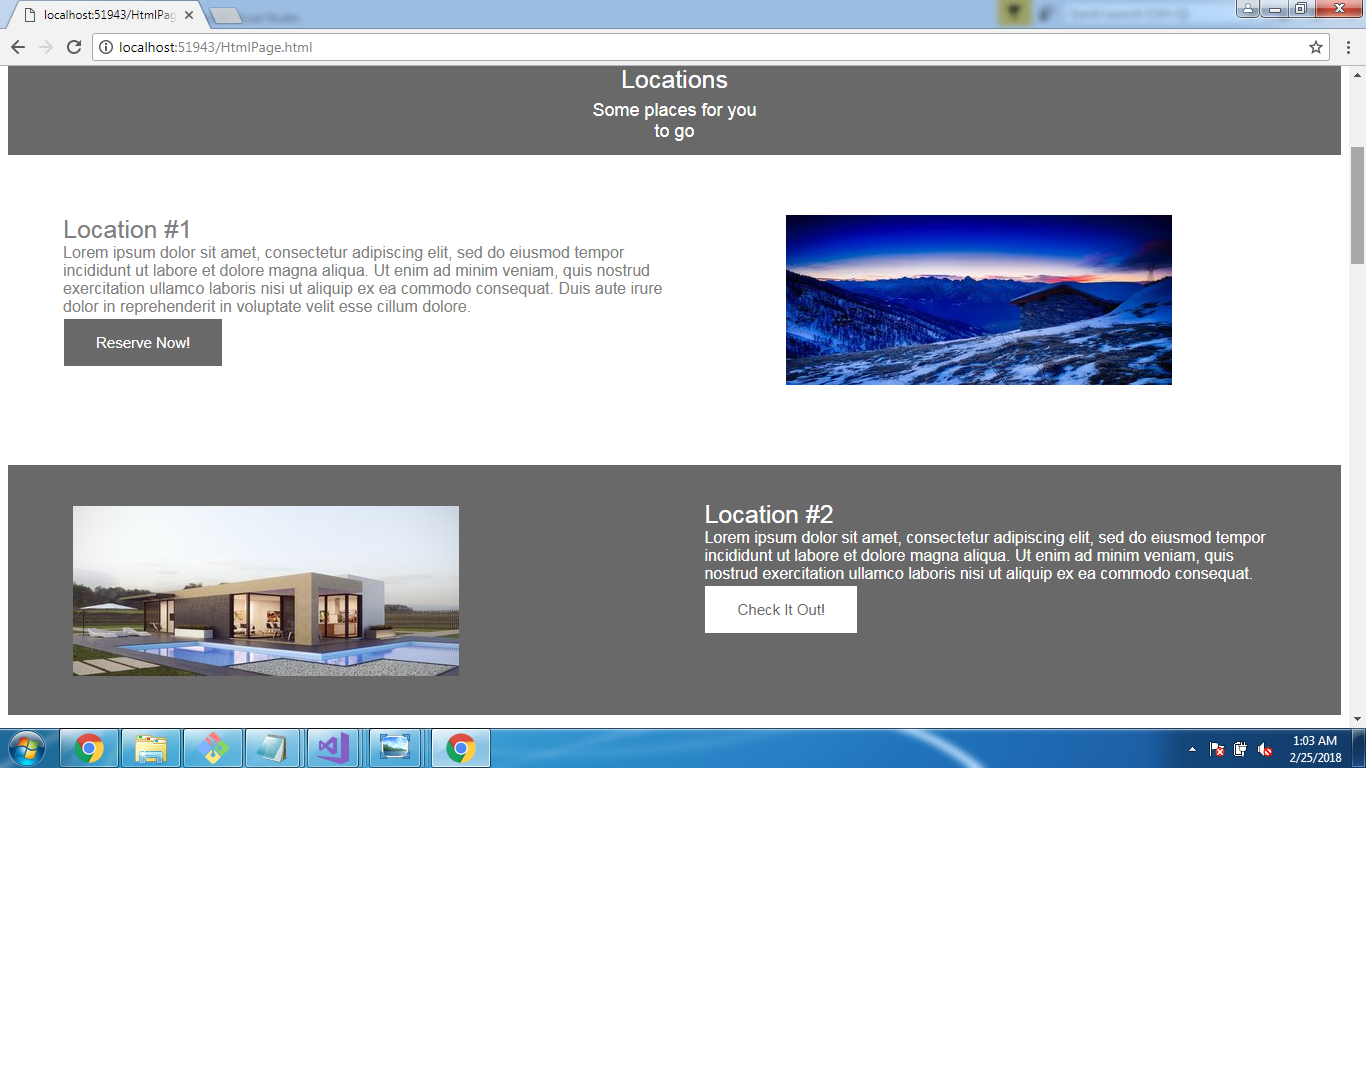 localhost:51943/HtmlPag
localhost:51943/HtmlPage.html
Locations
Some places for you
to go
Location #1
Lorem ipsum dolor sit amet, consectetur adipiscing elit, sed do eiusmod tempor
incididunt ut labore et dolore magna aliqua. Ut enim ad minim veniam, quis nostrud
exercitation ullamco laboris nisi ut aliquip ex ea commodo consequat. Duis aute irure
dolor in reprehenderit in voluptate velit esse cillum dolore.
Reserve Now!
Location #2
Lorem ipsum dolor sit amet, consectetur adipiscing elit, sed do eiusmod tempor
incididunt ut labore et dolore magna aliqua. Ut enim ad minim veniam, quis
nostrud exercitation ullamco laboris nisi ut aliquip ex ea commodo consequat.
Check It Out!
1:03 AM
2/25/2018